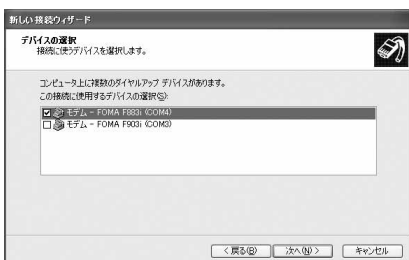 新しい接続ウィザード
デバイスの選択
接続に使うデバイスを選択します。
コンピュータ上に複数のダイヤルアップ デバイスがあります。
この接続に使用するデバイスの選択(S):
モデム - FOMA F883i (COM4)
モデム - FOMA F903i (COM3)
< 戻る(B)
次へ(N) >
キャンセル